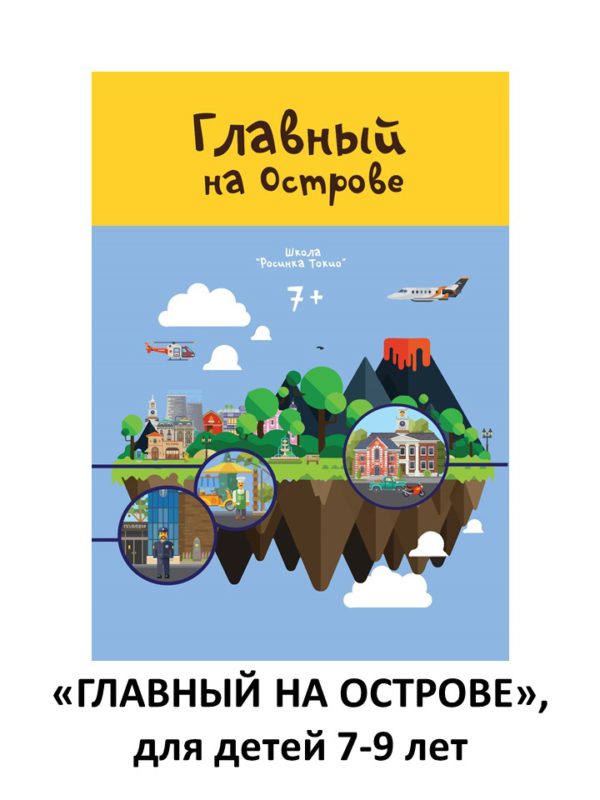 Главный
на Острове
Школа
"Росинка Токио"
7+
«ГЛАВНЫЙ НА ОСТРОВЕ»,
для детей 7-9 лет